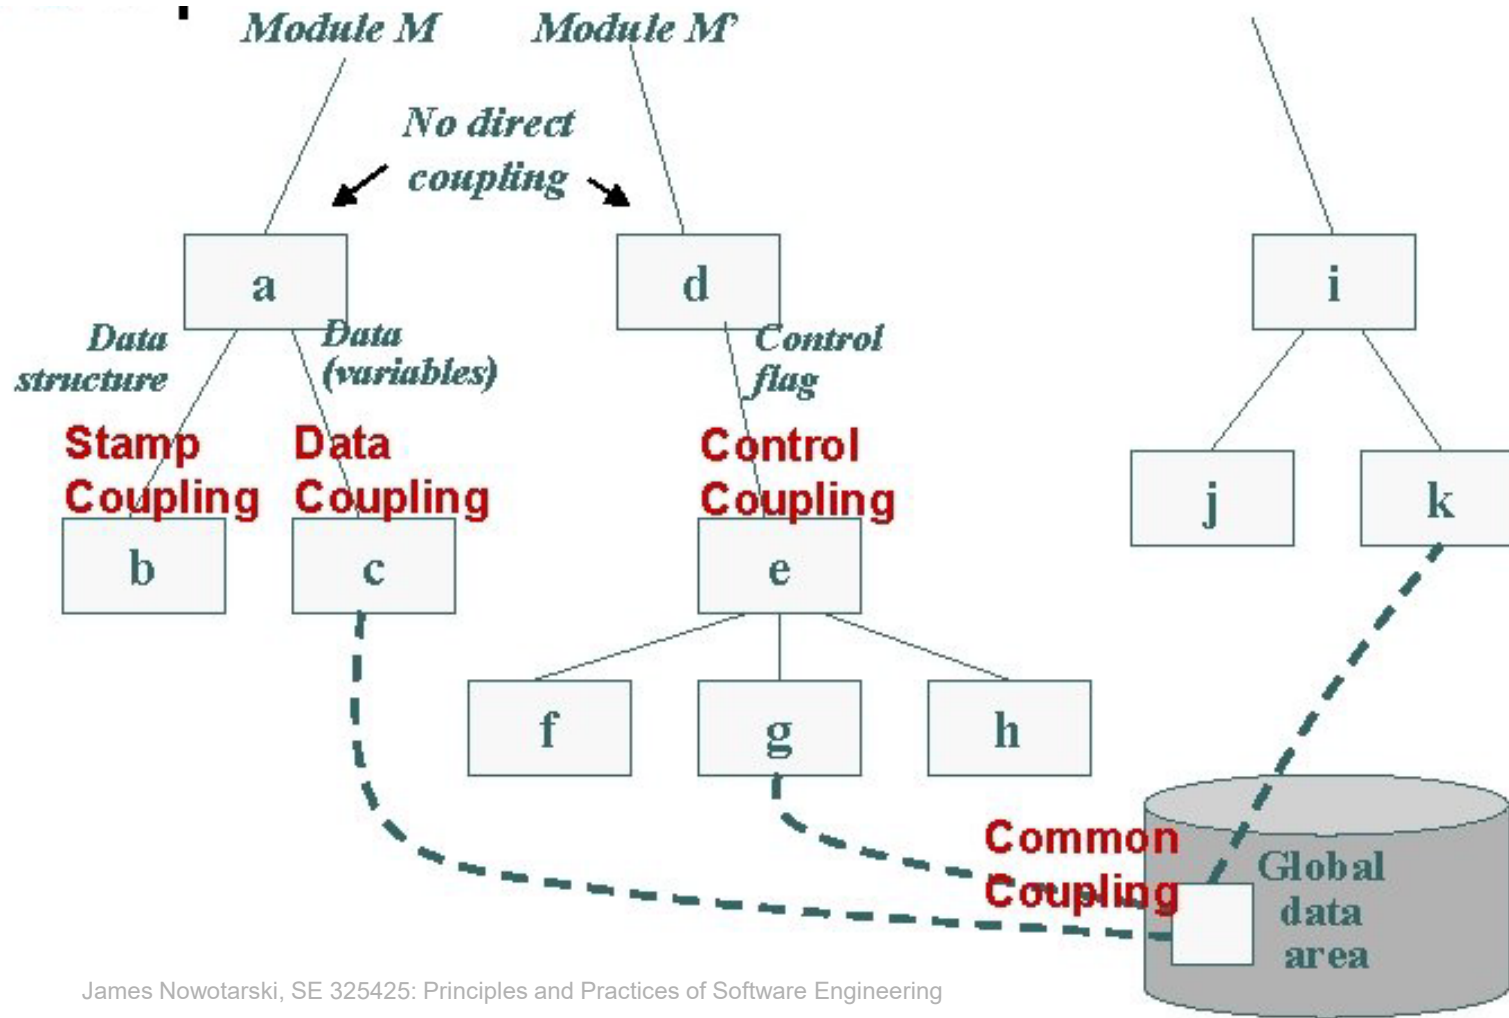 Module M
Module M'
No direct
coupling
a
d
i
Data
structure
Data
(variables)
Control
flag
Stamp
Coupling
Data
Coupling
Control
Coupling
j
k
b
c
e
f
g
h
Common
Coupling
Global
data
area
James Nowotarski, SE 325425: Principles and Practices of Software Engineering